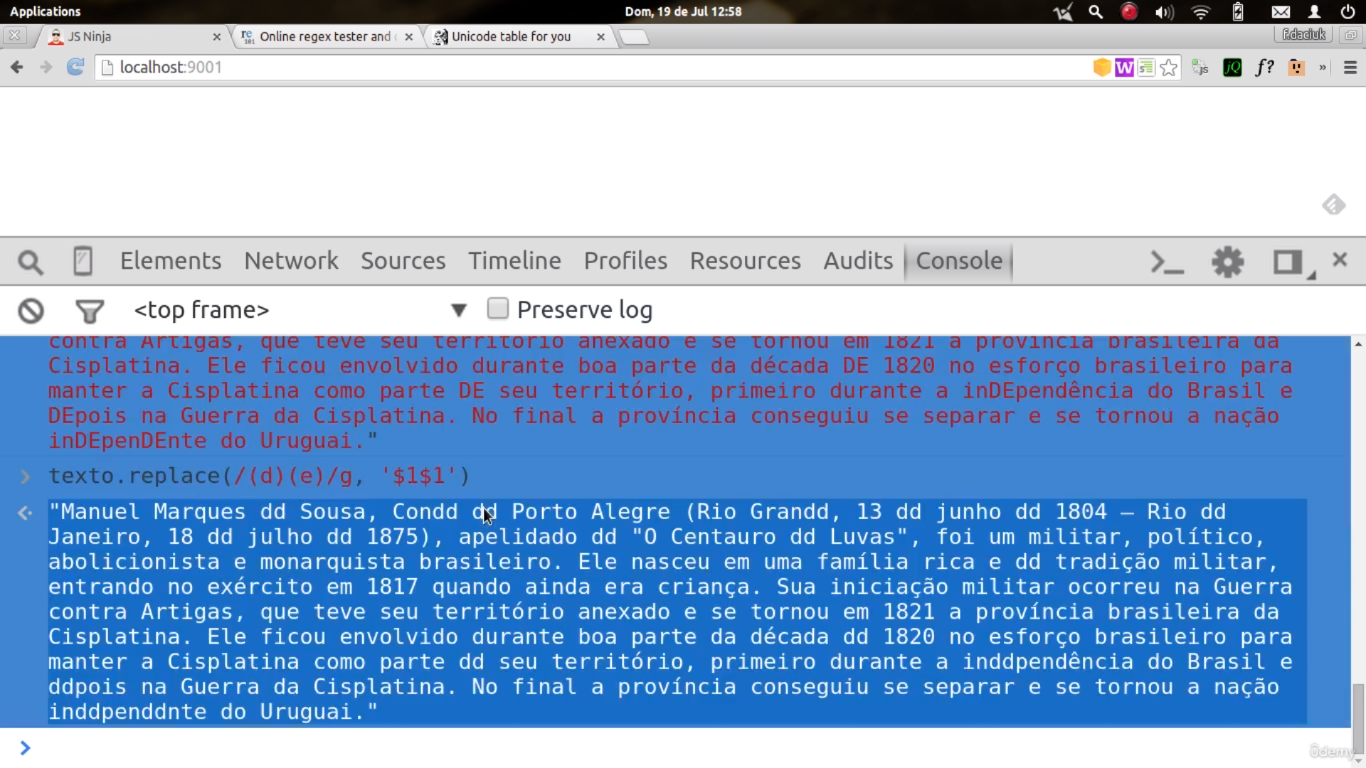 Applications
Dom, 19 de Jul 12:58
JS Ninja
Online regex tester and
Unicode table for you
fdaciuk
localhost:9001
Elements Network Sources Timeline Profiles Resources Audits Console
<top frame> ▼ Preserve log
contra Artigas, que teve seu território anexado e se tornou em 1821 a província brasileira da
Cisplatina. Ele ficou envolvido durante boa parte da década DE 1820 no esforço brasileiro para
manter a Cisplatina como parte DE seu território, primeiro durante a inDEpendência do Brasil e
DEpois na Guerra da Cisplatina. No final a província conseguiu se separar e se tornou a nação
inDEpenDEnte do Uruguai."
texto.replace(/(d)(e)/g, '$1$1')
"Manuel Marques dd Sousa, Condd dd Porto Alegre (Rio Grandd, 13 dd junho dd 1804 — Rio dd
Janeiro, 18 dd julho dd 1875), apelidado dd "O Centauro dd Luvas", foi um militar, político,
abolicionista e monarquista brasileiro. Ele nasceu em uma família rica e dd tradição militar,
entrando no exército em 1817 quando ainda era criança. Sua iniciação militar ocorreu na Guerra
contra Artigas, que teve seu território anexado e se tornou em 1821 a província brasileira da
Cisplatina. Ele ficou envolvido durante boa parte da década dd 1820 no esforço brasileiro para
manter a Cisplatina como parte dd seu território, primeiro durante a inddpendência do Brasil e
ddpois na Guerra da Cisplatina. No final a província conseguiu se separar e se tornou a nação
inddpenddnte do Uruguai."
Udemy